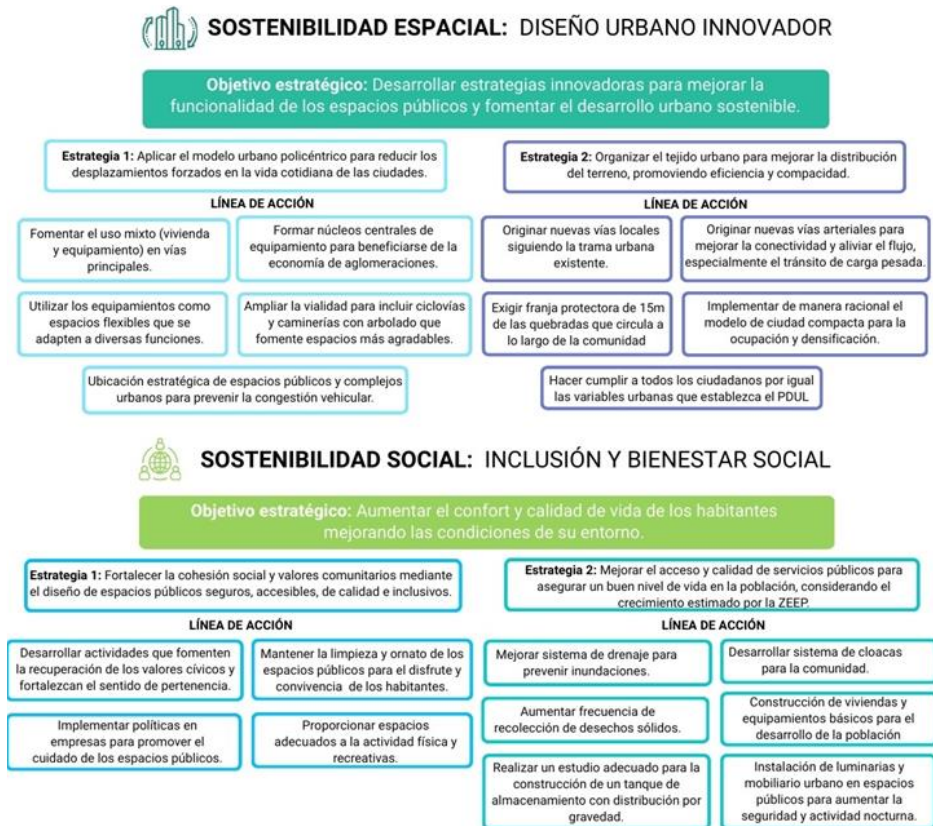 SOSTENIBILIDAD ESPACIAL: DISEÑO URBANO INNOVADOR
Objetivo estratégico: Desarrollar estrategias innovadoras para mejorar la
funcionalidad de los espacios públicos y fomentar el desarrollo urbano sostenible.
Estrategia 1: Aplicar el modelo urbano policéntrico para reducir los
desplazamientos forzados en la vida cotidiana de las ciudades.
LÍNEA DE ACCIÓN
Fomentar el uso mixto (vivienda
y equipamiento) en vías
principales.
Formar núcleos centrales de
equipamiento para beneficiarse de la
economía de aglomeraciones.
Utilizar los equipamientos como
espacios flexibles que se
adapten a diversas funciones.
Ampliar la vialidad para incluir ciclovías
y caminerías con arbolado que
fomente espacios más agradables.
Ubicación estratégica de espacios públicos y complejos
urbanos para prevenir la congestión vehicular.
Estrategia 2: Organizar el tejido urbano para mejorar la distribución
del terreno, promoviendo eficiencia y compacidad.
LÍNEA DE ACCIÓN
Originar nuevas vías locales
siguiendo la trama urbana
existente.
Originar nuevas vías arteriales para
mejorar la conectividad y aliviar el flujo,
especialmente el tránsito de carga pesada.
Exigir franja protectora de 15m
de las quebradas que circula a
lo largo de la comunidad
Implementar de manera racional el
modelo de ciudad compacta para la
ocupación y densificación.
Hacer cumplir a todos los ciudadanos por igual
las variables urbanas que establezca el PDUL
SOSTENIBILIDAD SOCIAL: INCLUSIÓN Y BIENESTAR SOCIAL
Objetivo estratégico: Aumentar el confort y calidad de vida de los habitantes
mejorando las condiciones de su entorno.
Estrategia 1: Fortalecer la cohesión social y valores comunitarios mediante
el diseño de espacios públicos seguros, accesibles, de calidad e inclusivos.
LÍNEA DE ACCIÓN
Desarrollar actividades que fomenten
la recuperación de los valores cívicos y
fortalezcan el sentido de pertenencia.
Mantener la limpieza y ornato de los
espacios públicos para el disfrute y
convivencia de los habitantes.
Implementar políticas en
empresas para promover el
cuidado de los espacios públicos.
Proporcionar espacios
adecuados a la actividad física y
recreativas.
Estrategia 2: Mejorar el acceso y calidad de servicios públicos para
asegurar un buen nivel de vida en la población, considerando el
crecimiento estimado por la ZEEP.
LÍNEA DE ACCIÓN
Mejorar sistema de drenaje para
prevenir inundaciones.
Desarrollar sistema de cloacas
para la comunidad.
Aumentar frecuencia de
recolección de desechos sólidos.
Construcción de viviendas y
equipamientos básicos para el
desarrollo de la población
Realizar un estudio adecuado para la
construcción de un tanque de
almacenamiento con distribución por
gravedad.
Instalación de luminarias y
mobiliario urbano en espacios
públicos para aumentar la
seguridad y actividad nocturna.